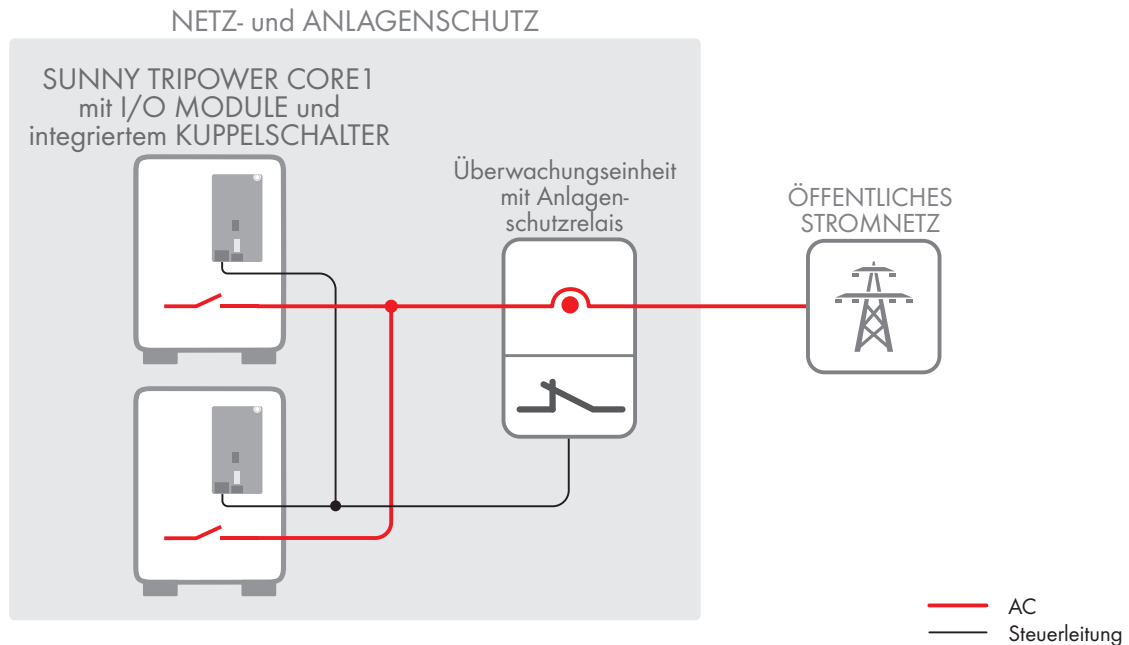 NETZ- und ANLAGENSCHUTZ
SUNNY TRIPOWER CORE1
mit I/O MODULE und
integriertem KUPPELSCHALTER
Überwachungseinheit
mit Anlagen-
schutzrelais
ÖFFENTLICHES
STROMNETZ
AC
Steuerleitung